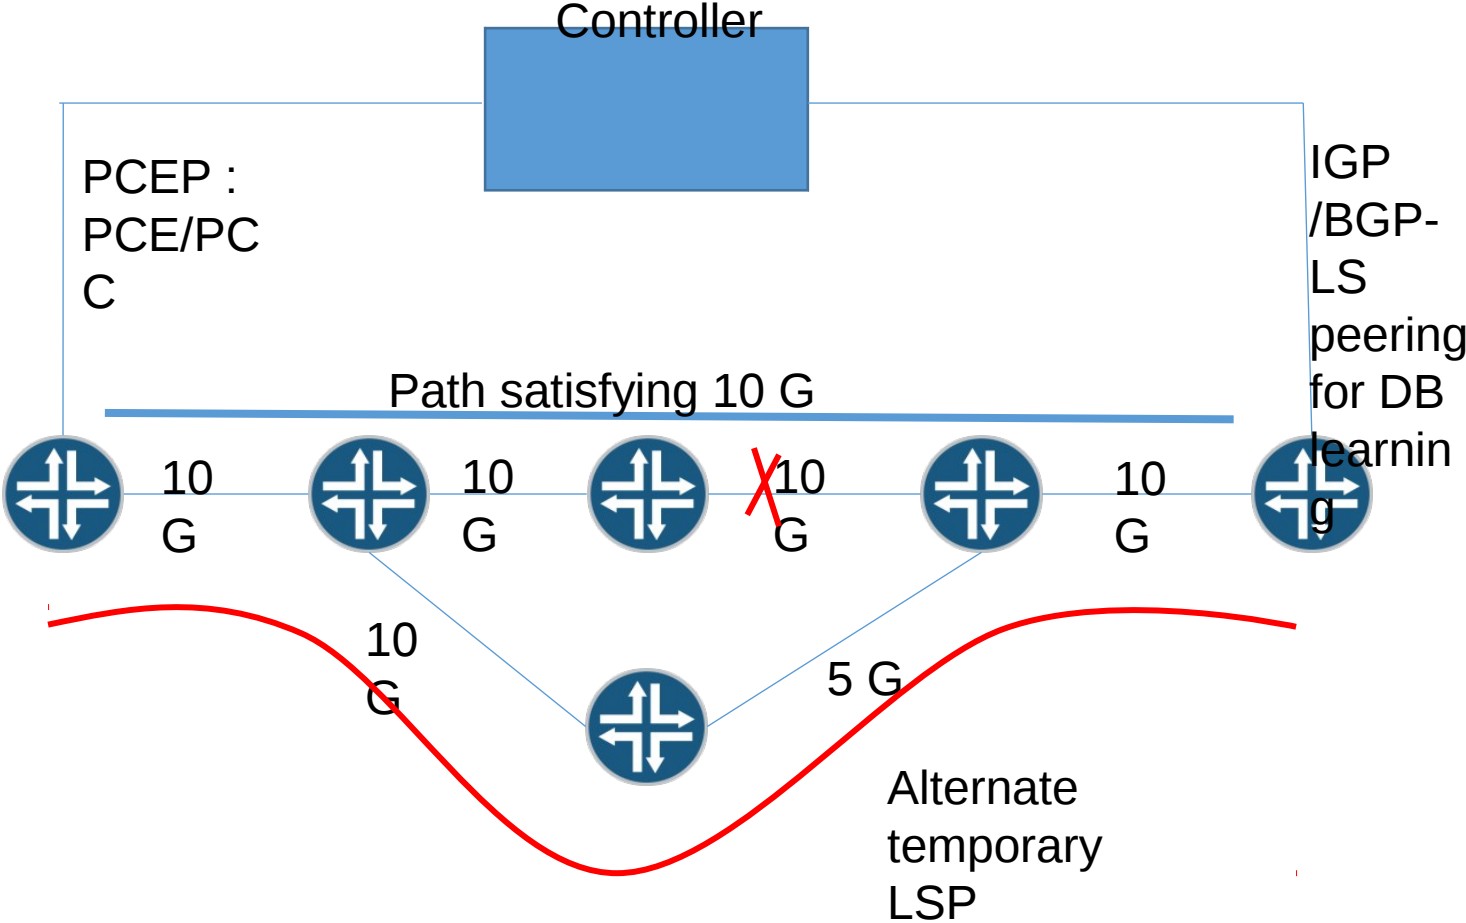 Controller
PCEP :
PCE/PC
C
IGP
/BGP-
LS
peering
for DB
learnin
g
Path satisfying 10 G
10
G
10
G
10
G
10
G
10
G
5 G
Alternate
temporary
LSP